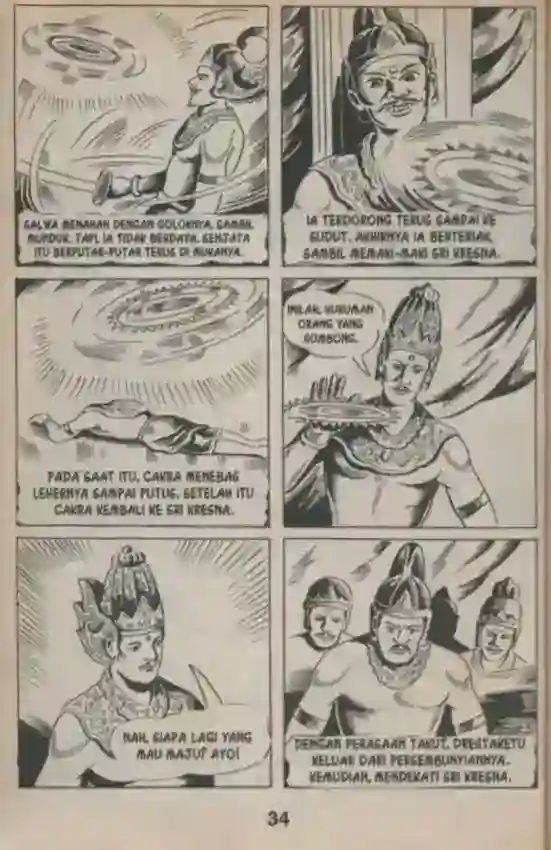 SALWA MENAHAN DENGAN GOLOKNYA, SAMBIL
MUNDUR. TAPI, IA TIDAK BERDAYA. SENJATA
ITU BERPUTAR-PUTAR TERUS DI MUKANYA.
IA TERDORONG TERUS SAMPAI KE
SUDUT. AKHIRNYA IA BERTERIAK,
SAMBIL MEMAKI-MAKI SRI KRESNA.
PADA SAAT ITU, CAKRA MENEBAS
LEHERNYA SAMPAI PUTUS. SETELAH ITU
CAKRA KEMBALI KE SRI KRESNA.
INILAH, HUKUMAN
ORANG YANG
SOMBONG.
NAH, SIAPA LAGI YANG
MAU MAJU? AYO!
DENGAN PERASAAN TAKUT, DRESTAKETU
KELUAR DARI PERSEMBUNYIANNYA.
KEMUDIAN, MENDEKATI SRI KRESNA.
34